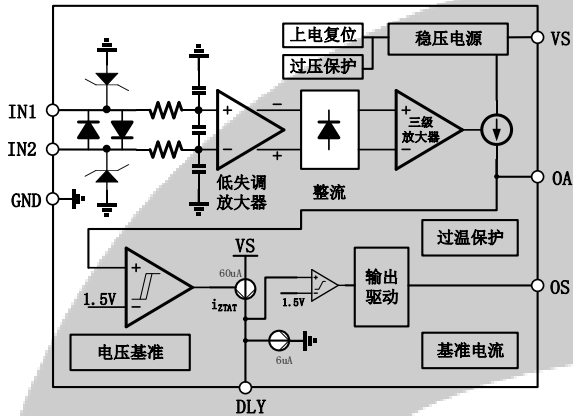 上电复位
稳压电源
VS
过压保护
IN1
IN2
GND
+
−
低失调
放大器
−
+
整流
+
−
三级
放大器
OA
过温保护
VS
+
−
1.5V
60uA
iZTAT
+
−
1.5V
输出
驱动
OS
电压基准
6uA
基准电流
DLY